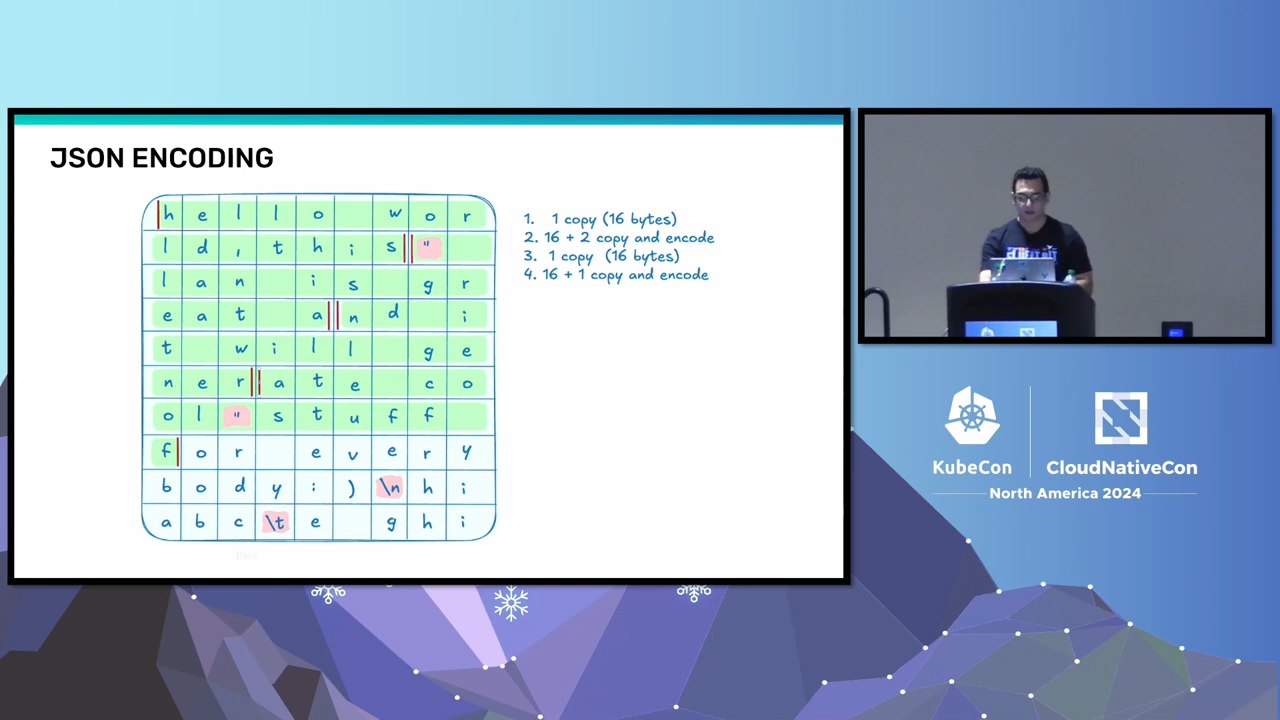 JSON ENCODING
h e l l o w o r
l d , t h i s "
l a n i s g r
e a t a n d i
t w i l l g e
n e r a t e c o
o l " s t u f f
f o r e v e r y
b o d y : ) \n h i
a b c \t e g h i
1. 1 copy (16 bytes)
2. 16 + 2 copy and encode
3. 1 copy (16 bytes)
4. 16 + 1 copy and encode
KubeCon
CloudNativeCon
North America 2024